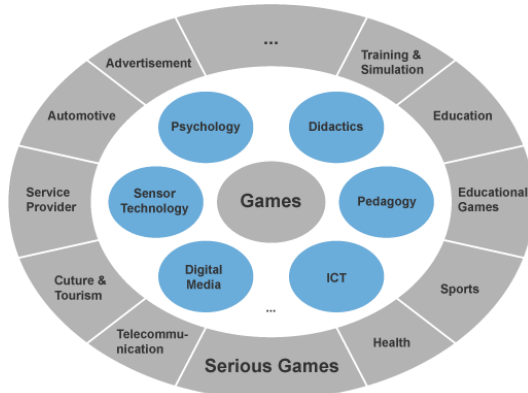 ...
Advertisement
Training &
Simulation
Automotive
Education
Psychology
Didactics
Service
Provider
Sensor
Technology
Games
Pedagogy
Educational
Games
Cuture &
Tourism
Digital
Media
ICT
Sports
...
Telecommu-
nication
Serious Games
Health